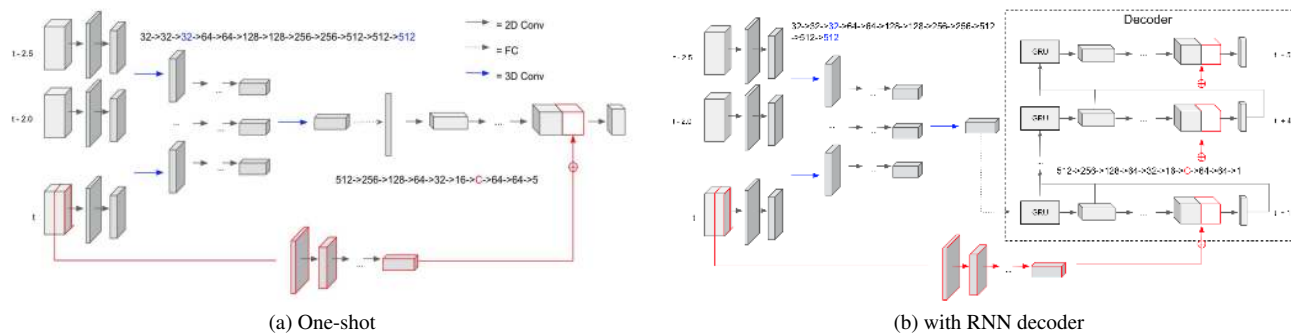 = 2D Conv
32->32->32->64->64->128->128->256->256->512->512->512
= FC
t - 2.5
= 3D Conv
...
...
t - 2.0
...
...
512->256->128->64->32->16->C->64->64->5
t
...
(a) One-shot
32->32->32->64->64->128->128->256->256->512
->512->512
Decoder
GRU
...
...
t - 2.0
...
GRU
...
t + 4
...
...
512->256->128->64->32->16->C->64->64->1
t
GRU
...
...
(b) with RNN decoder